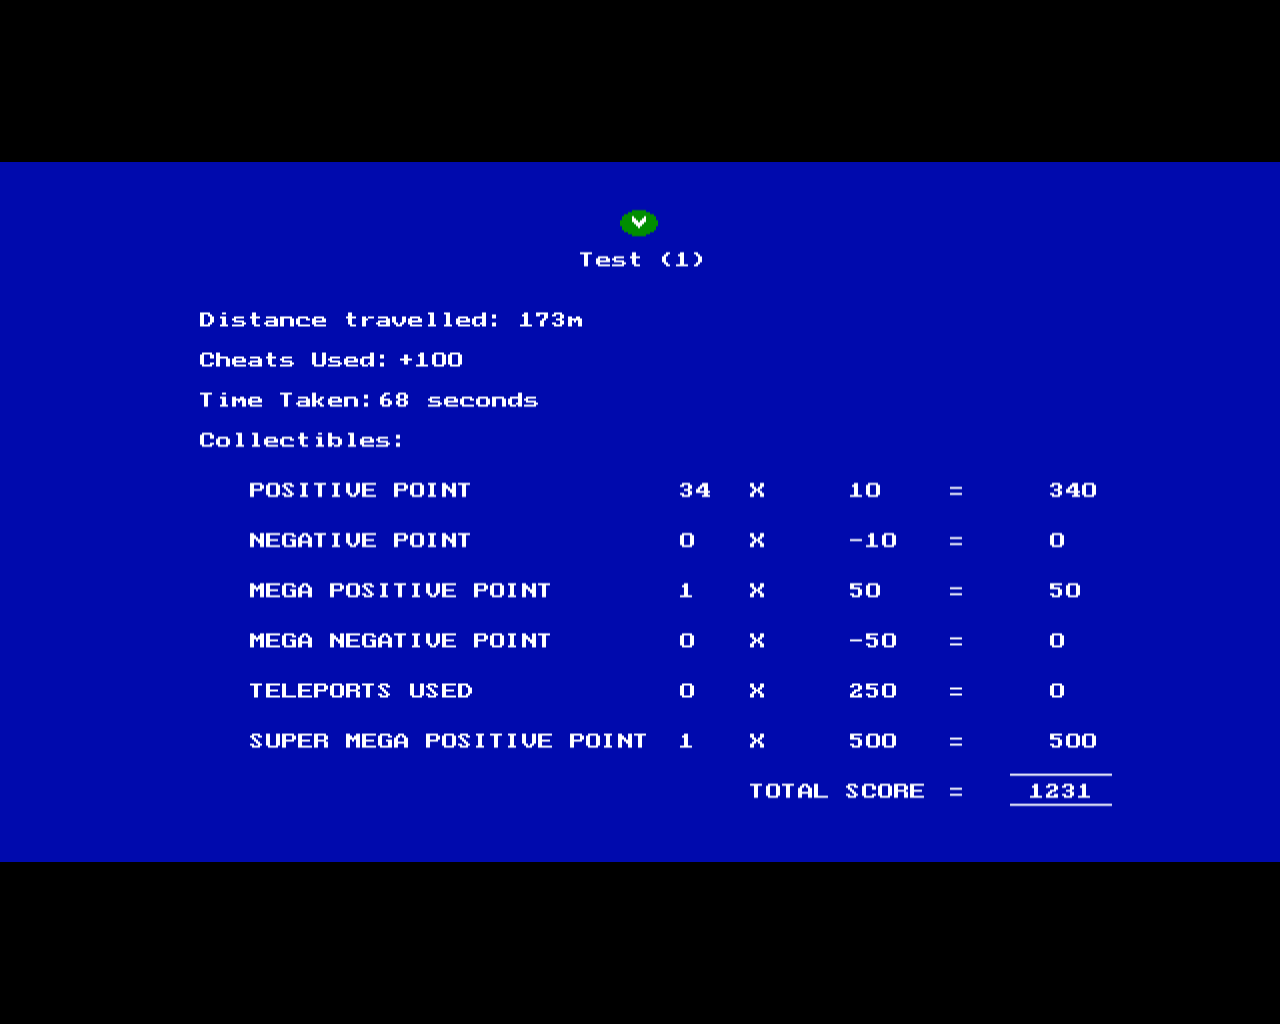 Test (1)
Distance travelled: 173m
Cheats Used: +100
Time Taken: 68 seconds
Collectibles:
POSITIVE POINT 34 X 10 = 340
NEGATIVE POINT 0 X -10 = 0
MEGA POSITIVE POINT 1 X 50 = 50
MEGA NEGATIVE POINT 0 X -50 = 0
TELEPORTS USED 0 X 250 = 0
SUPER MEGA POSITIVE POINT 1 X 500 = 500
TOTAL SCORE = 1231